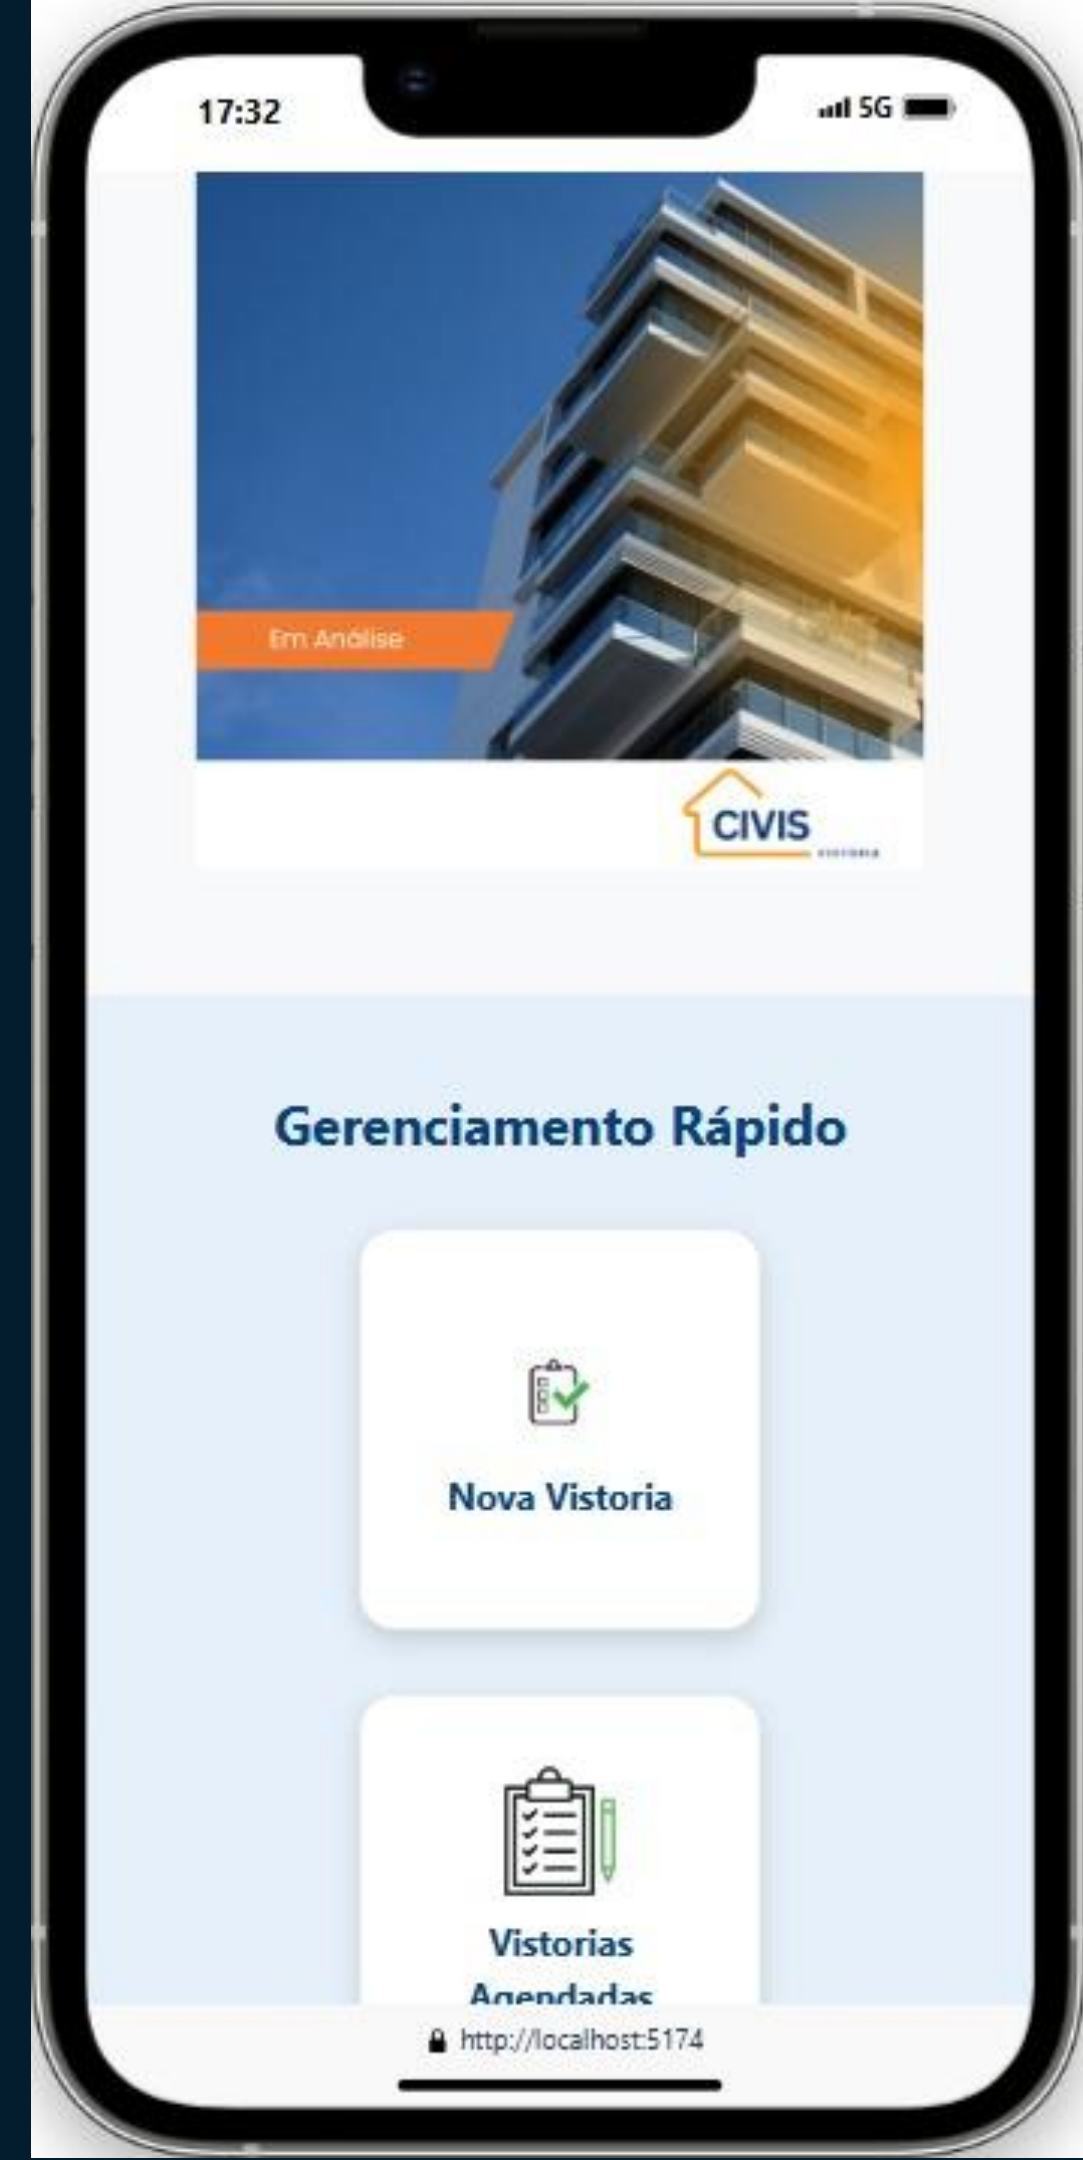 17:32
5G
Em Análise
CIVIS
Gerenciamento Rápido
Nova Vistoria
Vistorias
Agendadas
http://localhost:5174